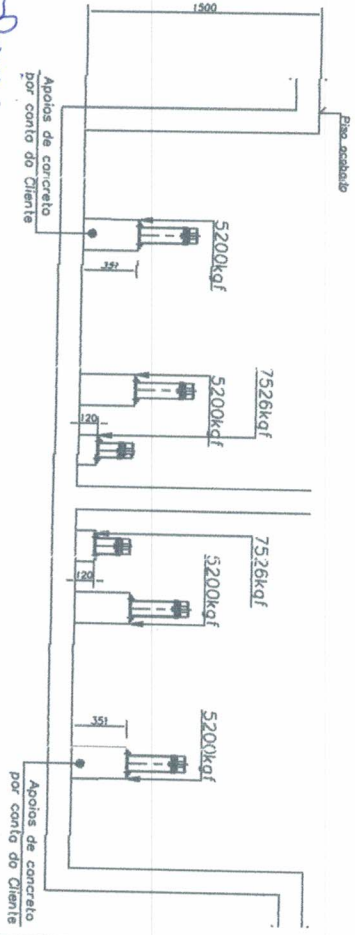 Piso acabado
1500
Apoios de concreto
por conta do Cliente
5200kgf
351
7526kgf
5200kgf
120
7526kgf
5200kgf
120
5200kgf
351
Apoios de concreto
por conta do Cliente